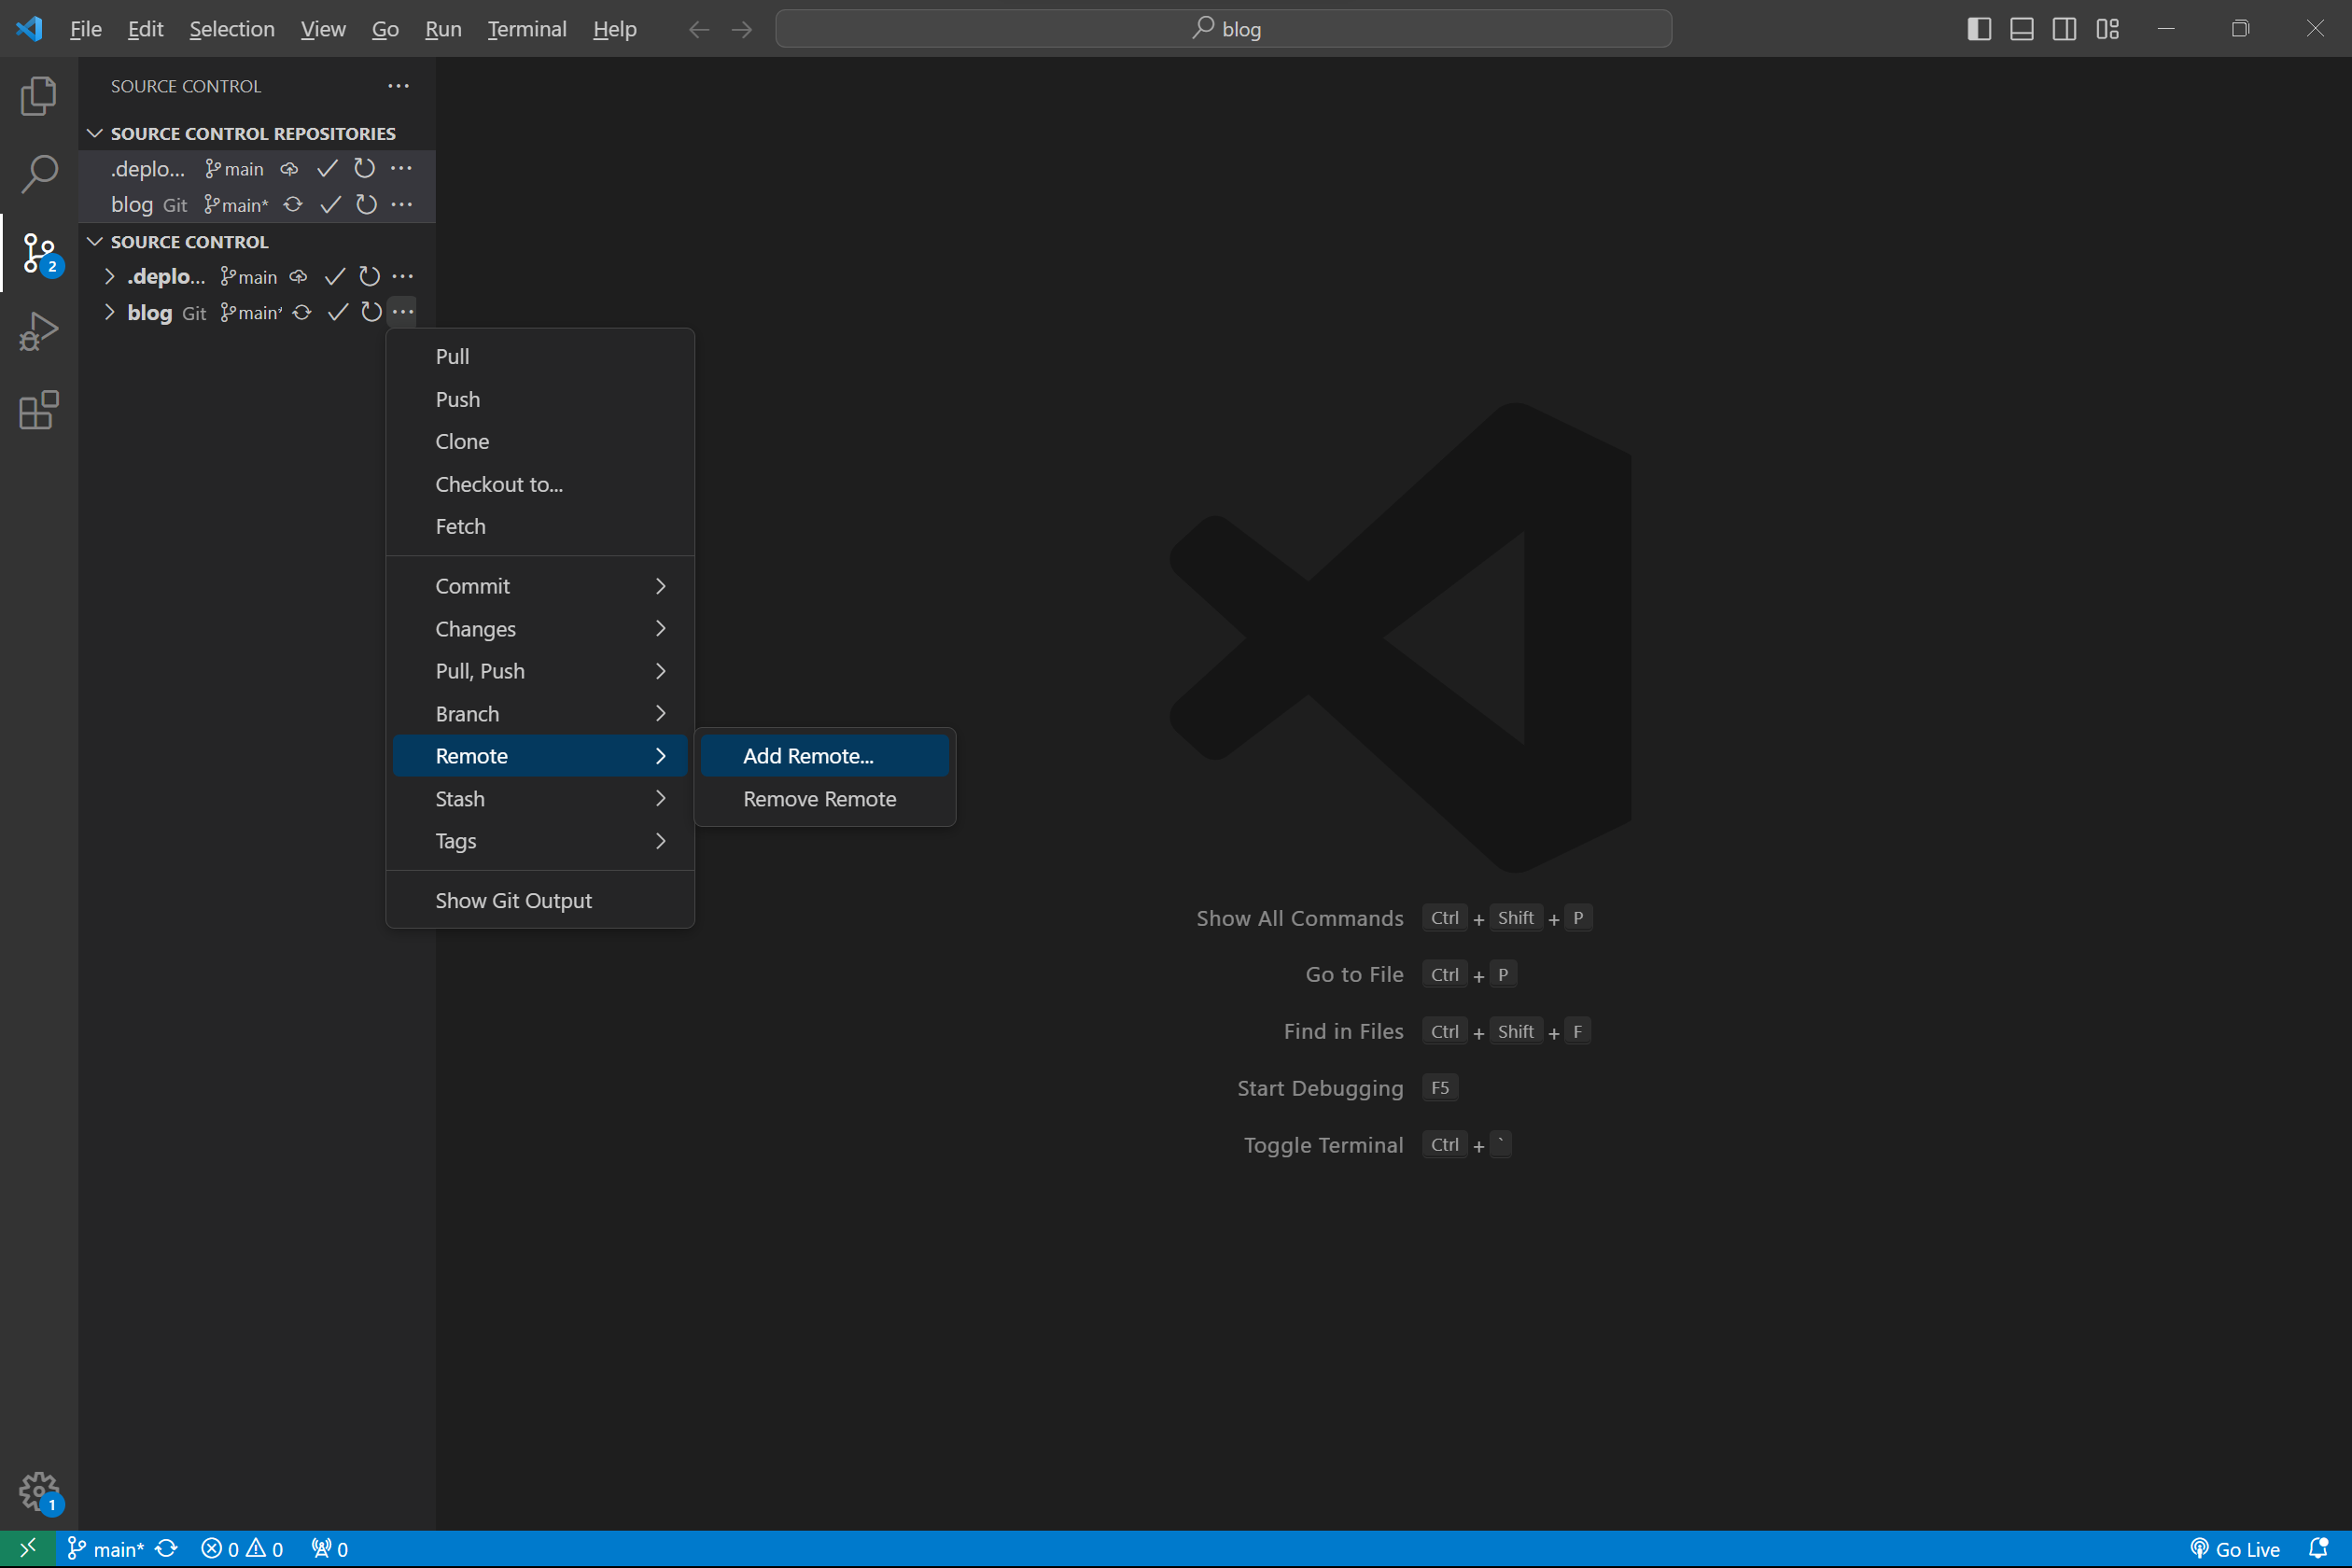 File Edit Selection View Go Run Terminal Help blog
SOURCE CONTROL
SOURCE CONTROL REPOSITORIES
.deplo... main
blog Git main*
SOURCE CONTROL
.deplo... main
blog Git main*
2
Pull
Push
Clone
Checkout to...
Fetch
Commit
Changes
Pull, Push
Branch
Remote
Add Remote...
Stash
Remove Remote
Tags
Show Git Output
Show All Commands Ctrl + Shift + P
Go to File Ctrl + P
Find in Files Ctrl + Shift + F
Start Debugging F5
Toggle Terminal Ctrl + `
1
main* 0 0 0 Go Live